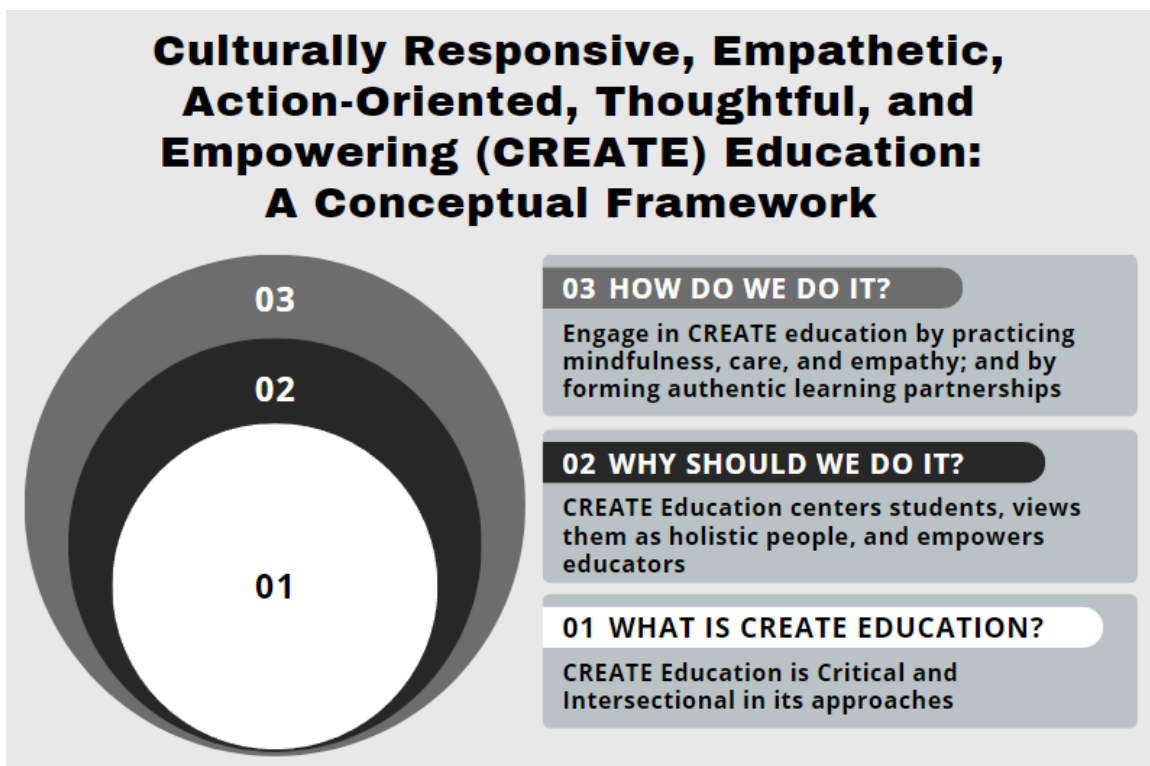 Culturally Responsive, Empathetic,
Action-Oriented, Thoughtful, and
Empowering (CREATE) Education:
A Conceptual Framework
03
02
01
03 HOW DO WE DO IT?
Engage in CREATE education by practicing
mindfulness, care, and empathy; and by
forming authentic learning partnerships
02 WHY SHOULD WE DO IT?
CREATE Education centers students, views
them as holistic people, and empowers
educators
01 WHAT IS CREATE EDUCATION?
CREATE Education is Critical and
Intersectional in its approaches